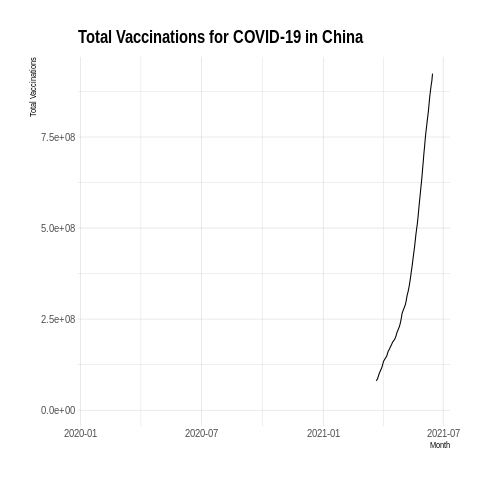 Total Vaccinations for COVID-19 in China
Total Vaccinations
7.5e+08
5.0e+08
2.5e+08
0.0e+00
2020-01 2020-07 2021-01 2021-07
Month